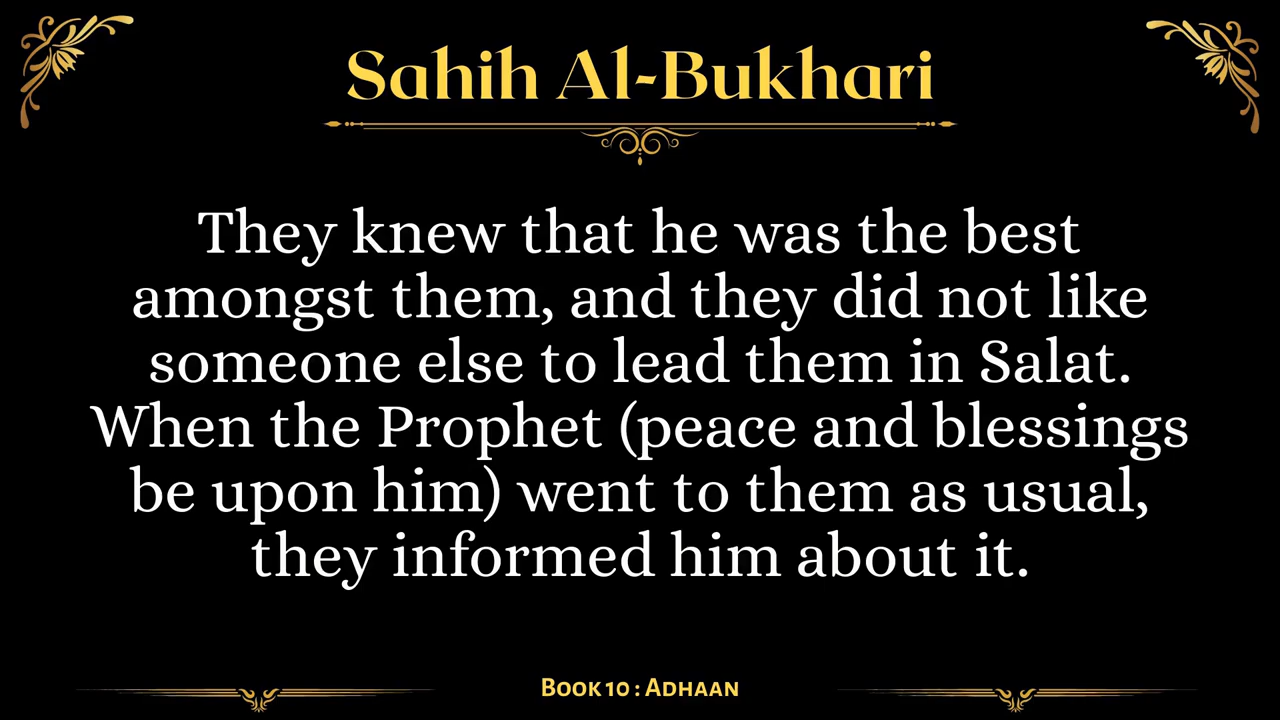 Sahih Al-Bukhari
They knew that he was the best
amongst them, and they did not like
someone else to lead them in Salat.
When the Prophet (peace and blessings
be upon him) went to them as usual,
they informed him about it.
Book 10 : Adhaan